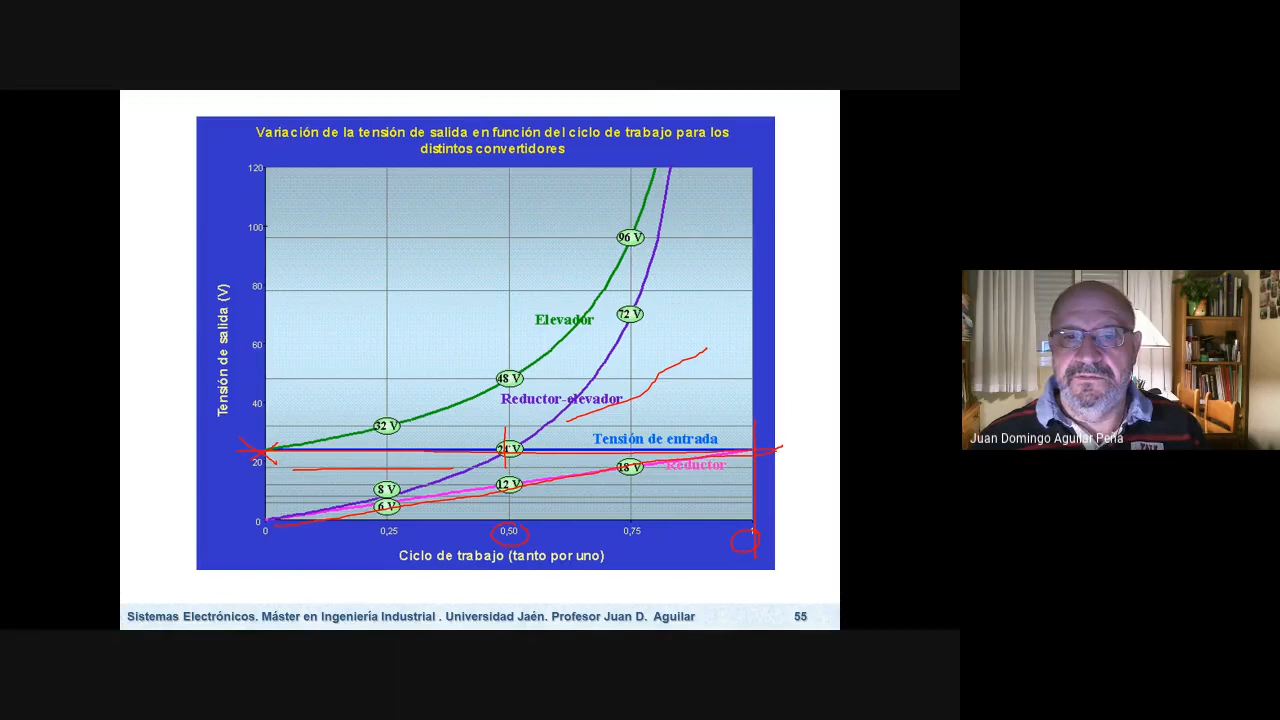 Variación de la tensión de salida en función del ciclo de trabajo para los
distintos convertidores
120
100
80
60
40
20
0
Tensión de salida (V)
96 V
72 V
Elevador
48 V
Reductor-elevador
32 V
Tensión de entrada
24 V
18 V
Reductor
8 V
12 V
6 V
0
0,25
0,50
0,75
1
Ciclo de trabajo (tanto por uno)
Sistemas Electrónicos. Máster en Ingeniería Industrial . Universidad Jaén. Profesor Juan D. Aguilar
55
Juan Domingo Aguilar Peña